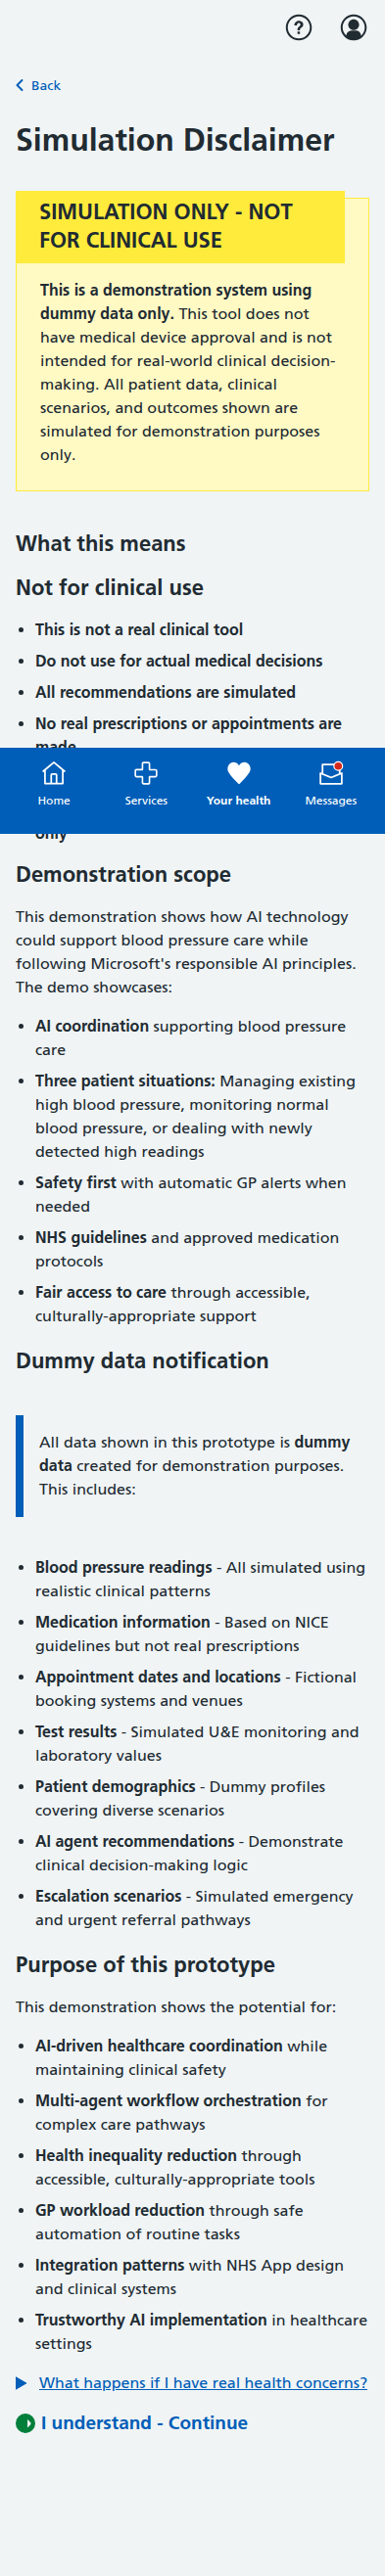 Back
Simulation Disclaimer
SIMULATION ONLY - NOT
FOR CLINICAL USE
This is a demonstration system using
dummy data only. This tool does not
have medical device approval and is not
intended for real-world clinical decision-
making. All patient data, clinical
scenarios, and outcomes shown are
simulated for demonstration purposes
only.
What this means
Not for clinical use
This is not a real clinical tool
Do not use for actual medical decisions
All recommendations are simulated
No real prescriptions or appointments are
made
Home Services Your health Messages
only
Demonstration scope
This demonstration shows how AI technology
could support blood pressure care while
following Microsoft's responsible AI principles.
The demo showcases:
AI coordination supporting blood pressure
care
Three patient situations: Managing existing
high blood pressure, monitoring normal
blood pressure, or dealing with newly
detected high readings
Safety first with automatic GP alerts when
needed
NHS guidelines and approved medication
protocols
Fair access to care through accessible,
culturally-appropriate support
Dummy data notification
All data shown in this prototype is dummy
data created for demonstration purposes.
This includes:
Blood pressure readings - All simulated using
realistic clinical patterns
Medication information - Based on NICE
guidelines but not real prescriptions
Appointment dates and locations - Fictional
booking systems and venues
Test results - Simulated U&E monitoring and
laboratory values
Patient demographics - Dummy profiles
covering diverse scenarios
AI agent recommendations - Demonstrate
clinical decision-making logic
Escalation scenarios - Simulated emergency
and urgent referral pathways
Purpose of this prototype
This demonstration shows the potential for:
AI-driven healthcare coordination while
maintaining clinical safety
Multi-agent workflow orchestration for
complex care pathways
Health inequality reduction through
accessible, culturally-appropriate tools
GP workload reduction through safe
automation of routine tasks
Integration patterns with NHS App design
and clinical systems
Trustworthy AI implementation in healthcare
settings
What happens if I have real health concerns?
I understand - Continue